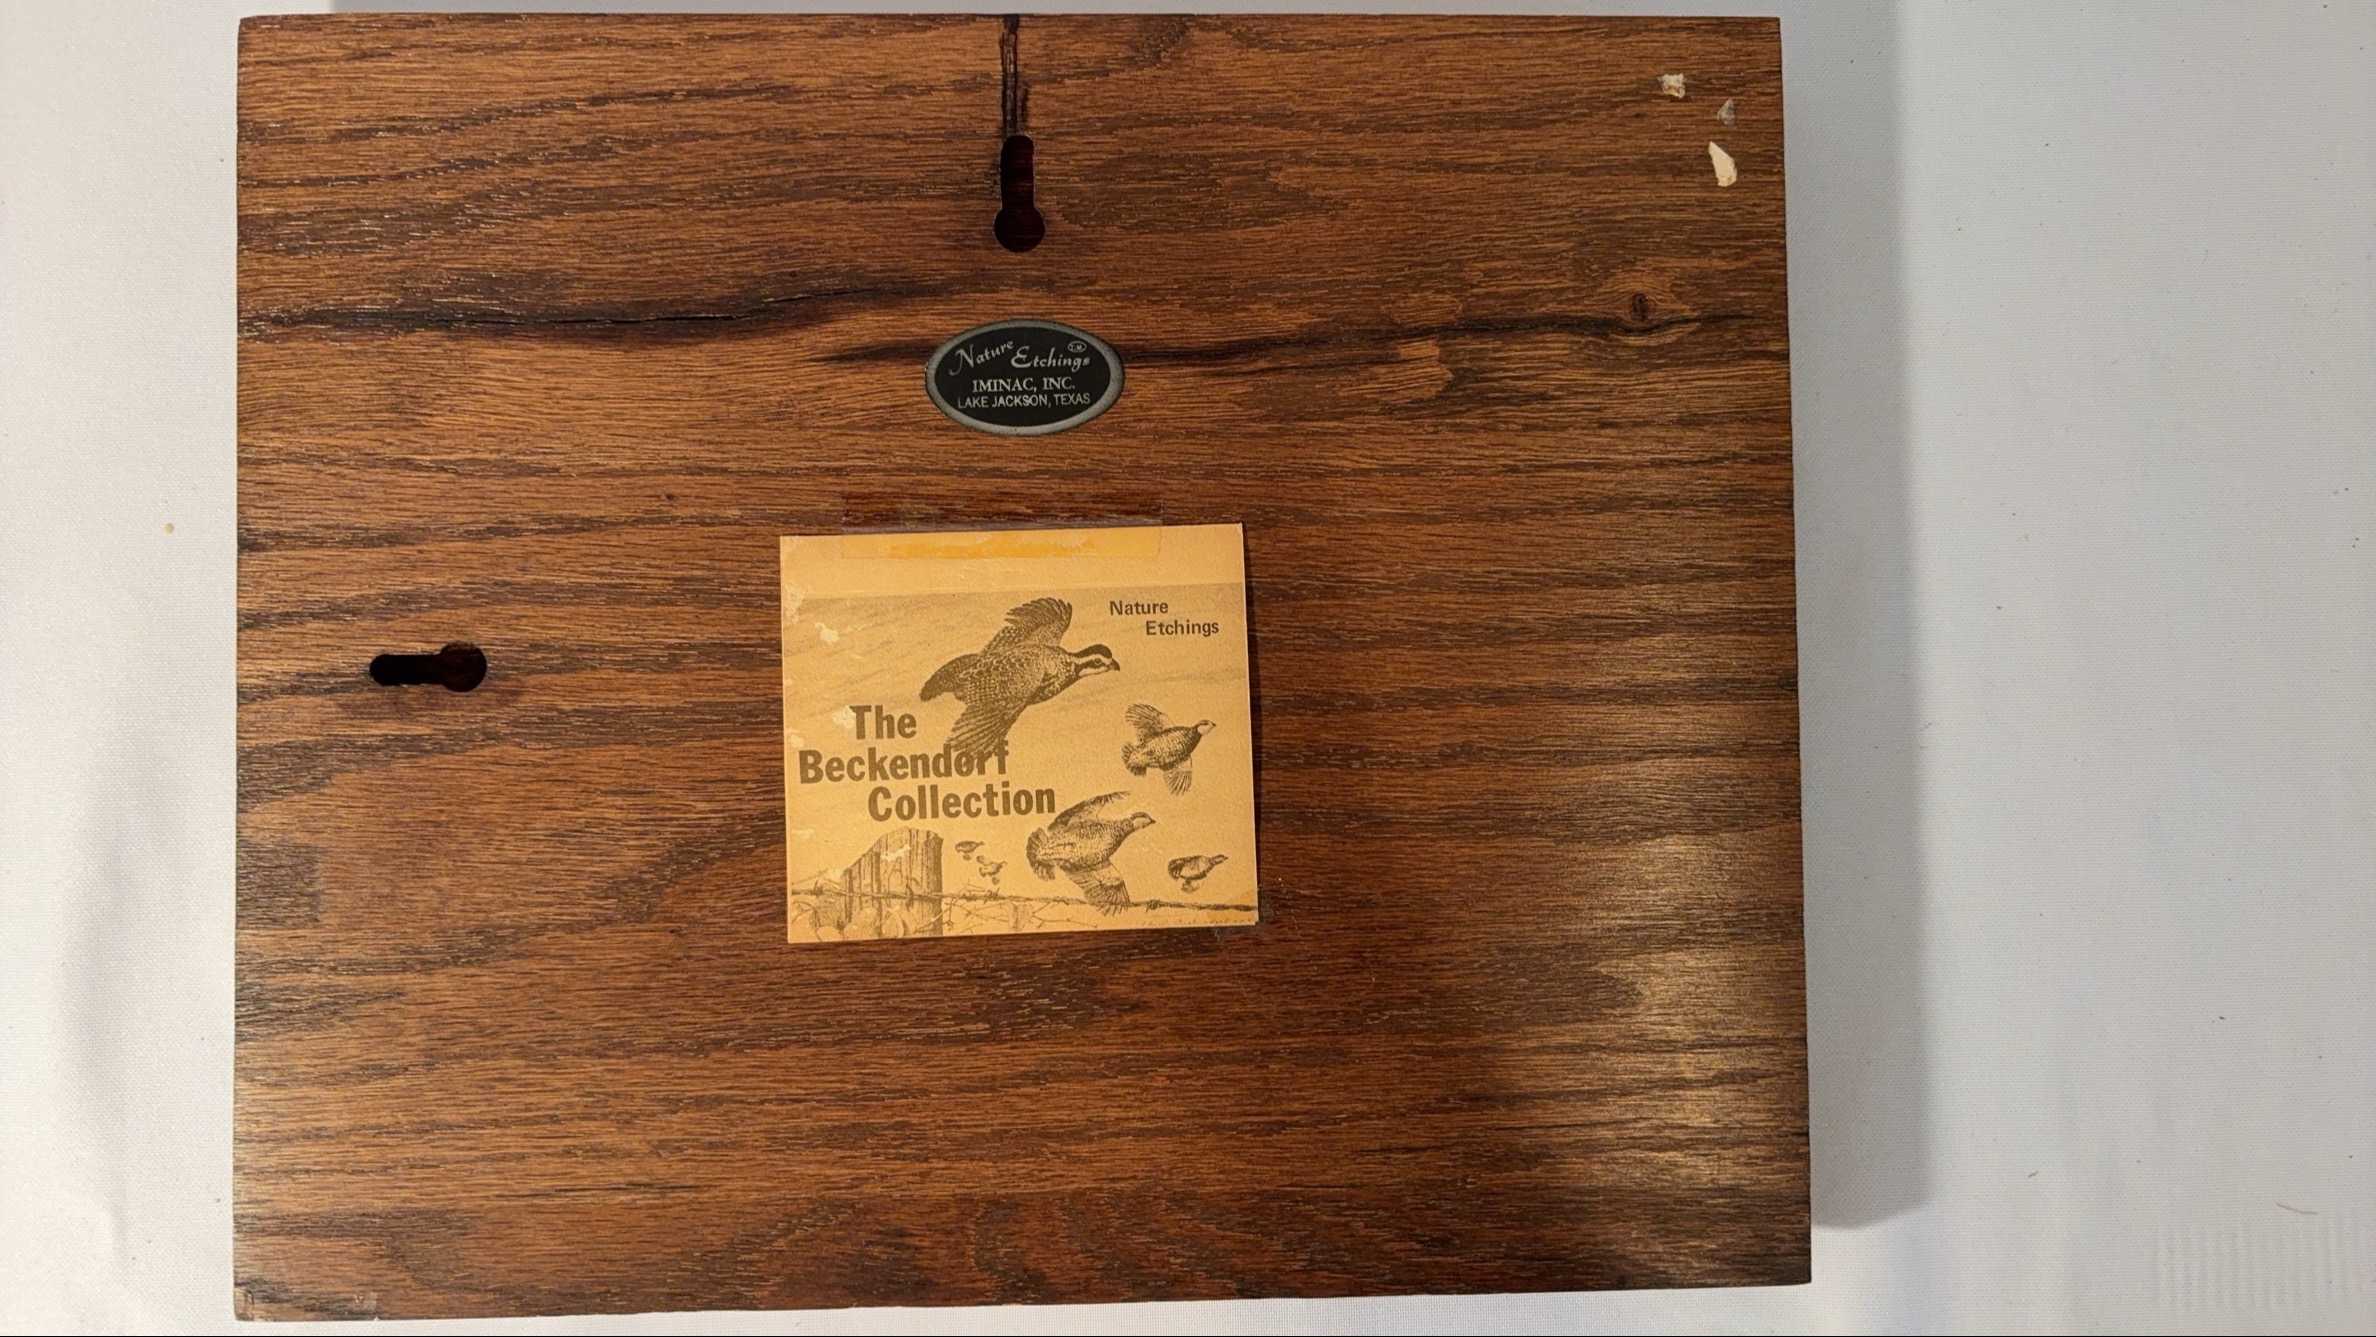 Nature Etchings T.M.
IMINAC, INC.
LAKE JACKSON, TEXAS
Nature
Etchings
The
Beckendorf
Collection